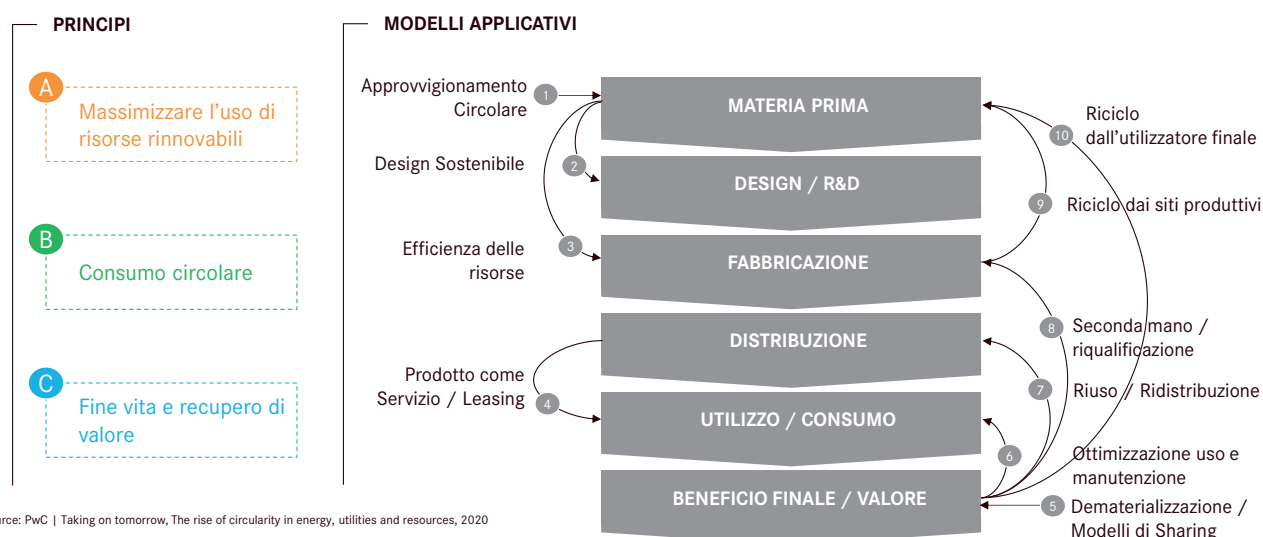 PRINCIPI
A
Massimizzare l'uso di
risorse rinnovabili
B
Consumo circolare
C
Fine vita e recupero di
valore
MODELLI APPLICATIVI
Approvvigionamento
Circolare
1
Design Sostenibile
2
Efficienza delle
risorse
3
Prodotto come
Servizio / Leasing
4
MATERIA PRIMA
DESIGN / R&D
FABBRICAZIONE
DISTRIBUZIONE
UTILIZZO / CONSUMO
BENEFICIO FINALE / VALORE
10
Riciclo
dall'utilizzatore finale
9
Riciclo dai siti produttivi
8
Seconda mano /
riqualificazione
7
Riuso / Ridistribuzione
6
Ottimizzazione uso e
manutenzione
5
Dematerializzazione /
Modelli di Sharing
urce: PwC | Taking on tomorrow, The rise of circularity in energy, utilities and resources, 2020